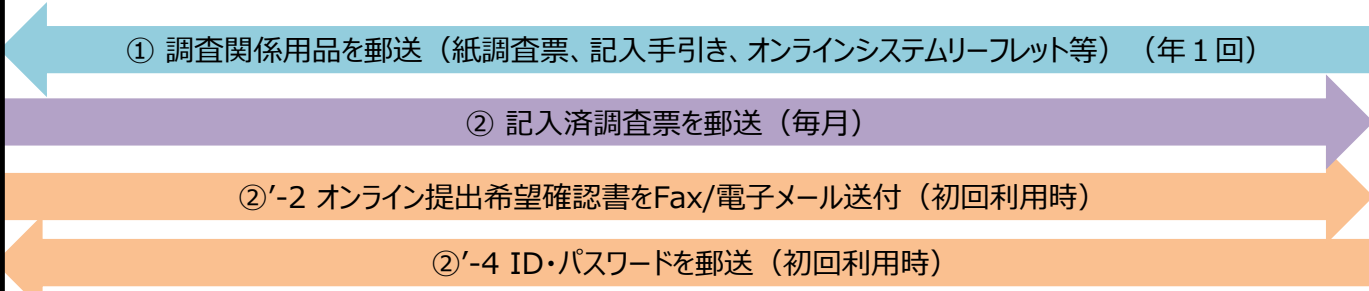 ① 調査関係用品を郵送（紙調査票、記入手引き、オンラインシステムリーフレット等）（年１回）
② 記入済調査票を郵送（毎月）
②’-2 オンライン提出希望確認書をFax/電子メール送付（初回利用時）
②’-4 ID・パスワードを郵送（初回利用時）